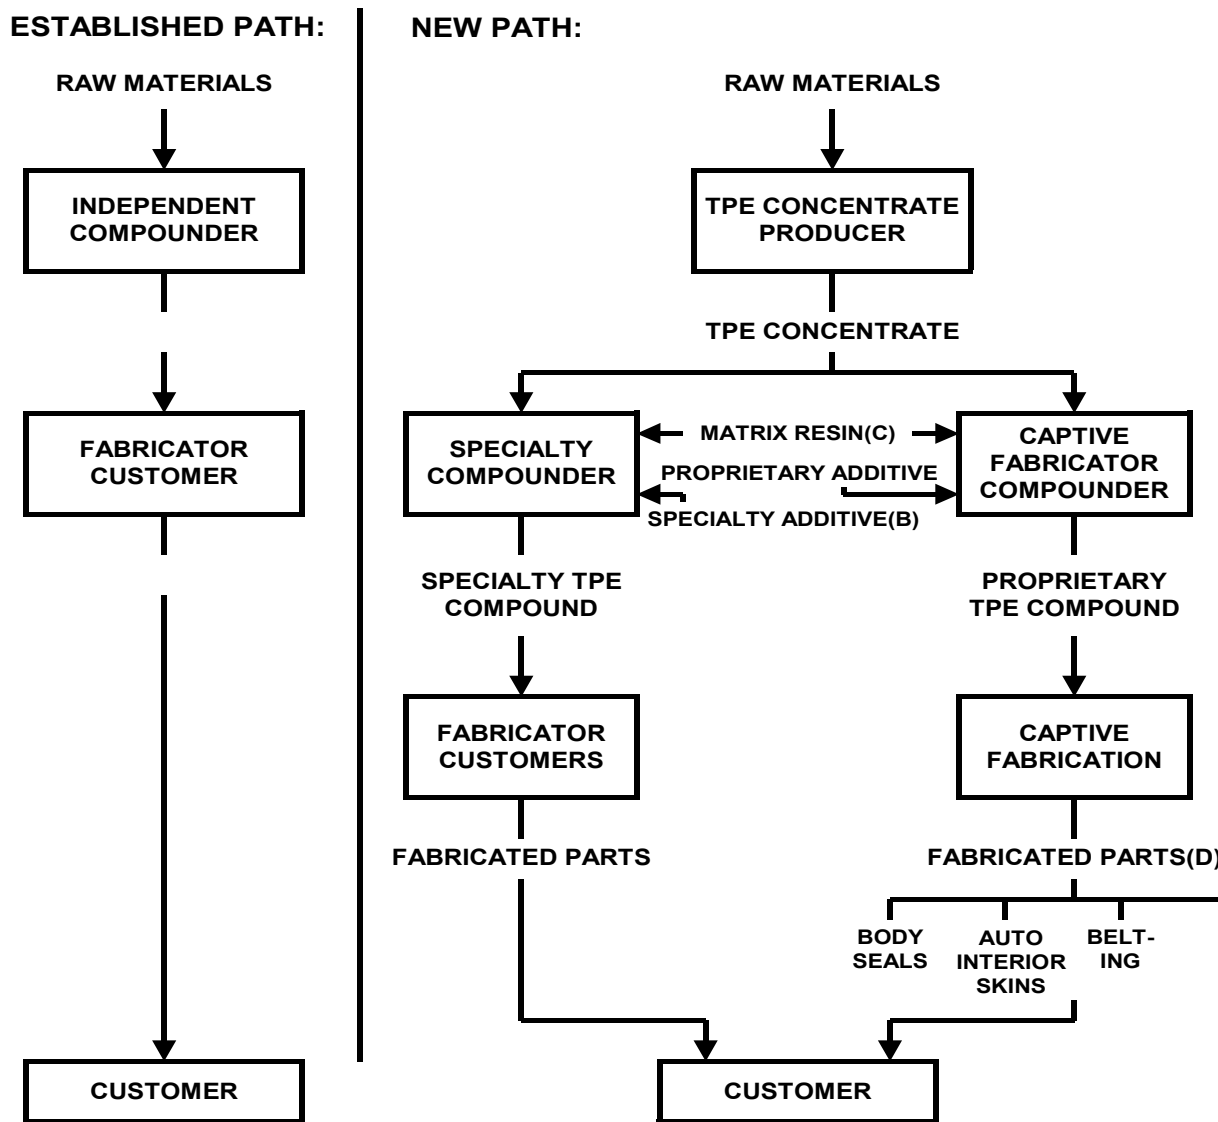 ESTABLISHED PATH:
RAW MATERIALS
INDEPENDENT
COMPOUNDER
FABRICATOR
CUSTOMER
CUSTOMER
NEW PATH:
RAW MATERIALS
TPE CONCENTRATE
PRODUCER
TPE CONCENTRATE
SPECIALTY
COMPOUNDER
MATRIX RESIN(C)
PROPRIETARY ADDITIVE
SPECIALTY ADDITIVE(B)
CAPTIVE
FABRICATOR
COMPOUNDER
SPECIALTY TPE
COMPOUND
PROPRIETARY
TPE COMPOUND
FABRICATOR
CUSTOMERS
CAPTIVE
FABRICATION
FABRICATED PARTS
FABRICATED PARTS(D)
BODY
SEALS
AUTO
INTERIOR
SKINS
BELT-
ING
CUSTOMER